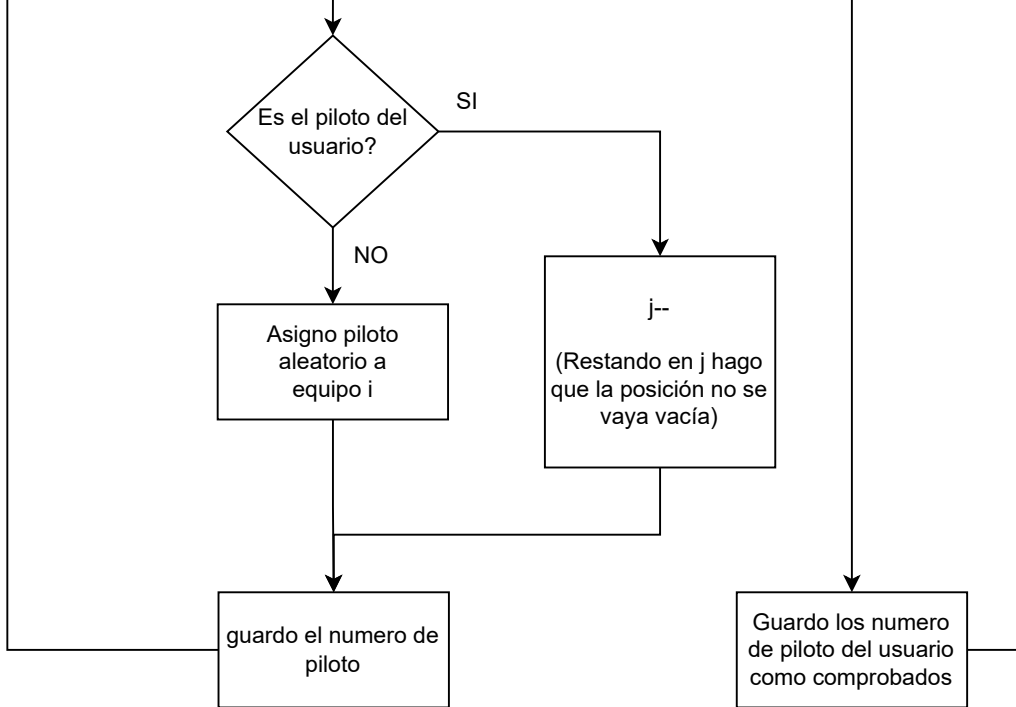 Es el piloto del
usuario?
SI
NO
Asigno piloto
aleatorio a
equipo i
j--
(Restando en j hago
que la posición no se
vaya vacía)
guardo el numero de
piloto
Guardo los numero
de piloto del usuario
como comprobados